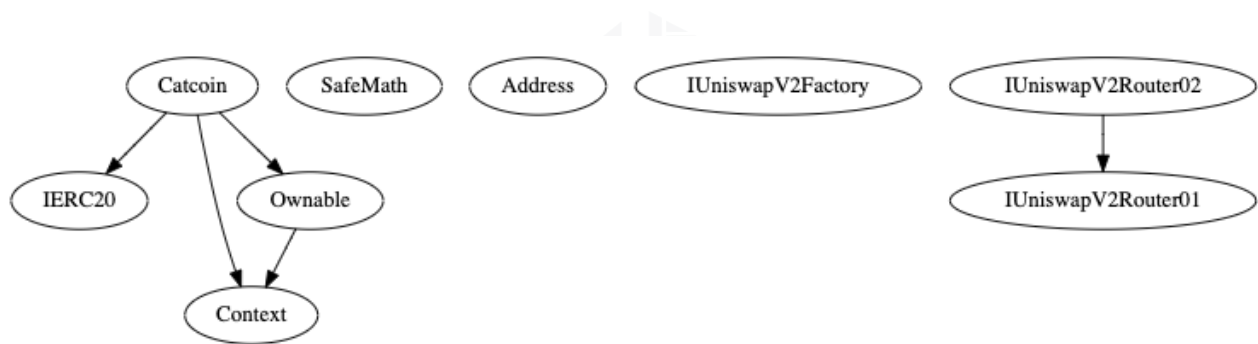 Catcoin SafeMath Address IUniswapV2Factory IUniswapV2Router02
IERC20 Ownable IUniswapV2Router01
Context